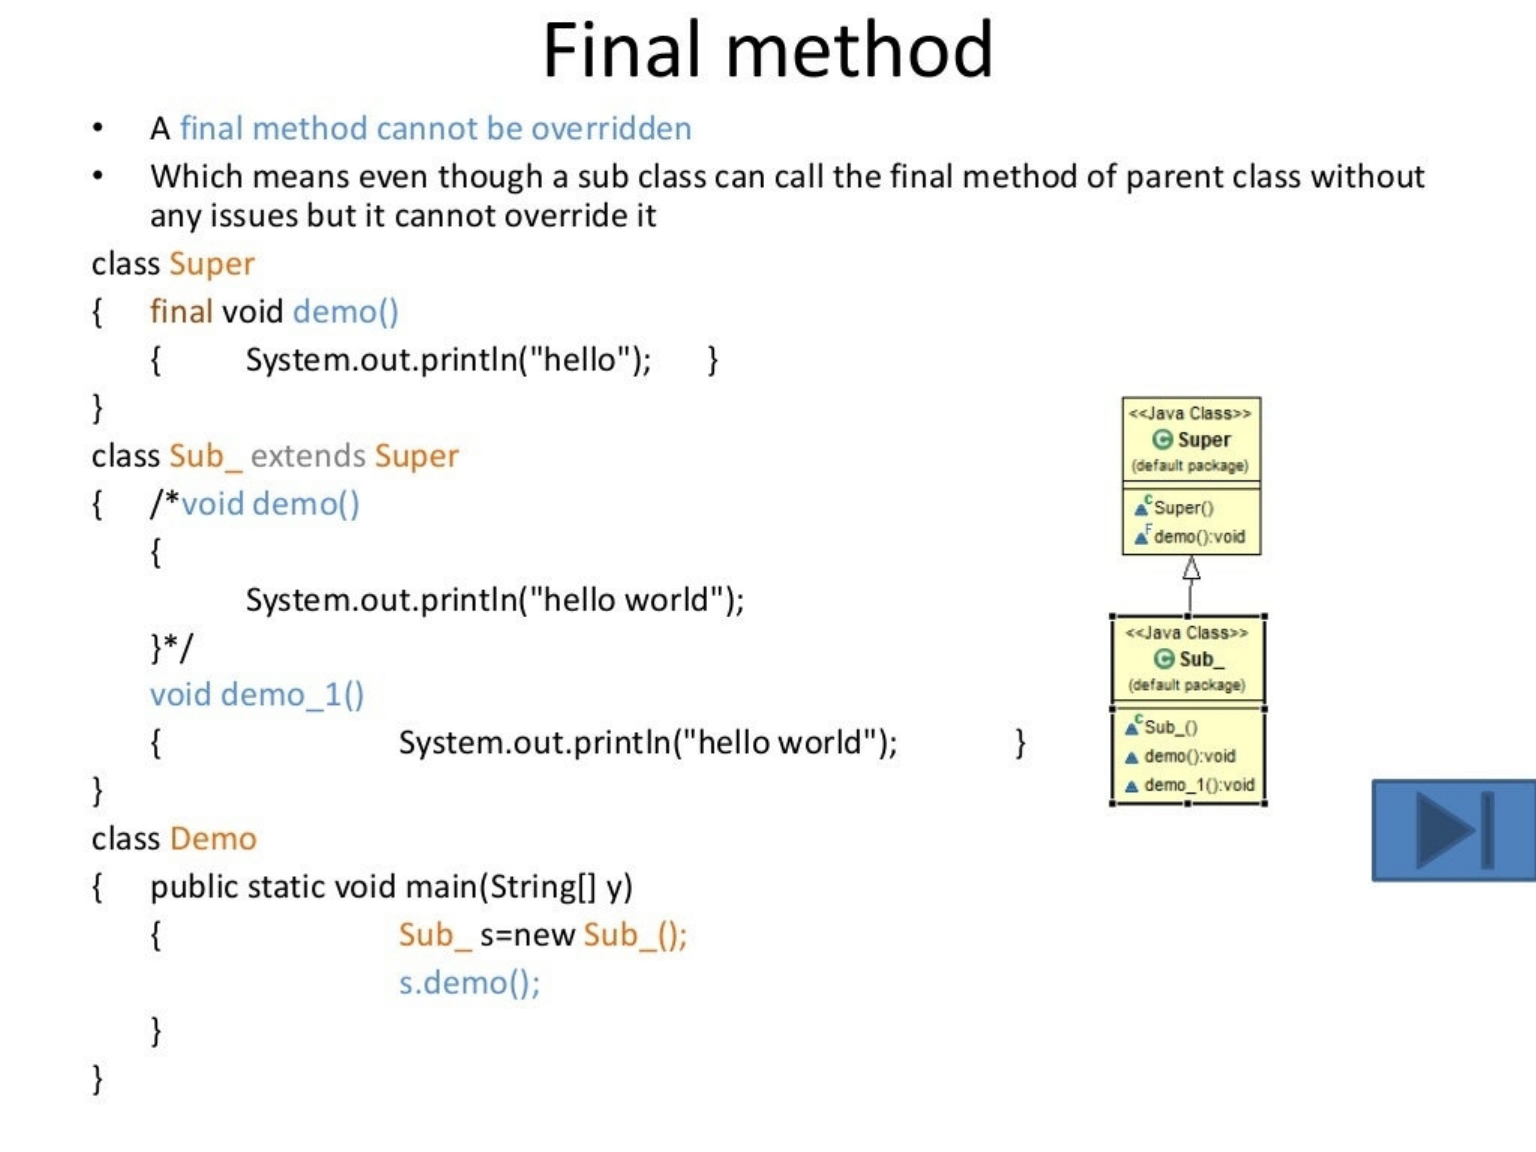 Final method
• A final method cannot be overridden
• Which means even though a sub class can call the final method of parent class without
any issues but it cannot override it
class Super
{ final void demo()
{ System.out.println("hello"); }
}
class Sub_ extends Super
{ /*void demo()
{
System.out.println("hello world");
}*/
void demo_1()
{ System.out.println("hello world"); }
}
class Demo
{ public static void main(String[] y)
{ Sub_ s=new Sub_();
s.demo();
}
}
<<Java Class>>
C Super
(default package)
C Super()
F demo():void
<<Java Class>>
C Sub_
(default package)
C Sub_()
demo():void
demo_1():void